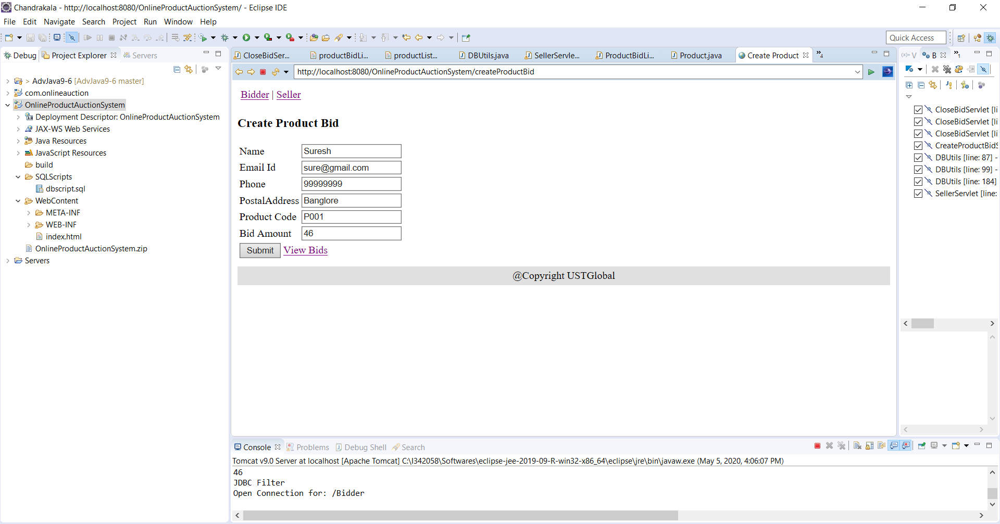 Chandrakala - http://localhost:8080/OnlineProductAuctionSystem/ - Eclipse IDE
File Edit Navigate Search Project Run Window Help
Quick Access
Debug Project Explorer Servers
> AdvJava9-6 [AdvJava9-6 master]
com.onlineauction
OnlineProductAuctionSystem
Deployment Descriptor: OnlineProductAuctionSystem
JAX-WS Web Services
Java Resources
JavaScript Resources
build
SQLScripts
dbscript.sql
WebContent
META-INF
WEB-INF
index.html
OnlineProductAuctionSystem.zip
Servers
CloseBidSer... productBidLi... productList... DBUtils.java SellerServle... ProductBidLi... Product.java Create Product »4
http://localhost:8080/OnlineProductAuctionSystem/createProductBid
Bidder | Seller
Create Product Bid
Name Suresh
Email Id sure@gmail.com
Phone 99999999
PostalAddress Banglore
Product Code P001
Bid Amount 46
Submit View Bids
@Copyright USTGlobal
(x)= V B »1
CloseBidServlet [li
CloseBidServlet [li
CloseBidServlet [li
CreateProductBidS
DBUtils [line: 87] -
DBUtils [line: 99] -
DBUtils [line: 184]
SellerServlet [line:
Console Problems Debug Shell Search
Tomcat v9.0 Server at localhost [Apache Tomcat] C:\I342058\Softwares\eclipse-jee-2019-09-R-win32-x86_64\eclipse\jre\bin\javaw.exe (May 5, 2020, 4:06:07 PM)
46
JDBC Filter
Open Connection for: /Bidder